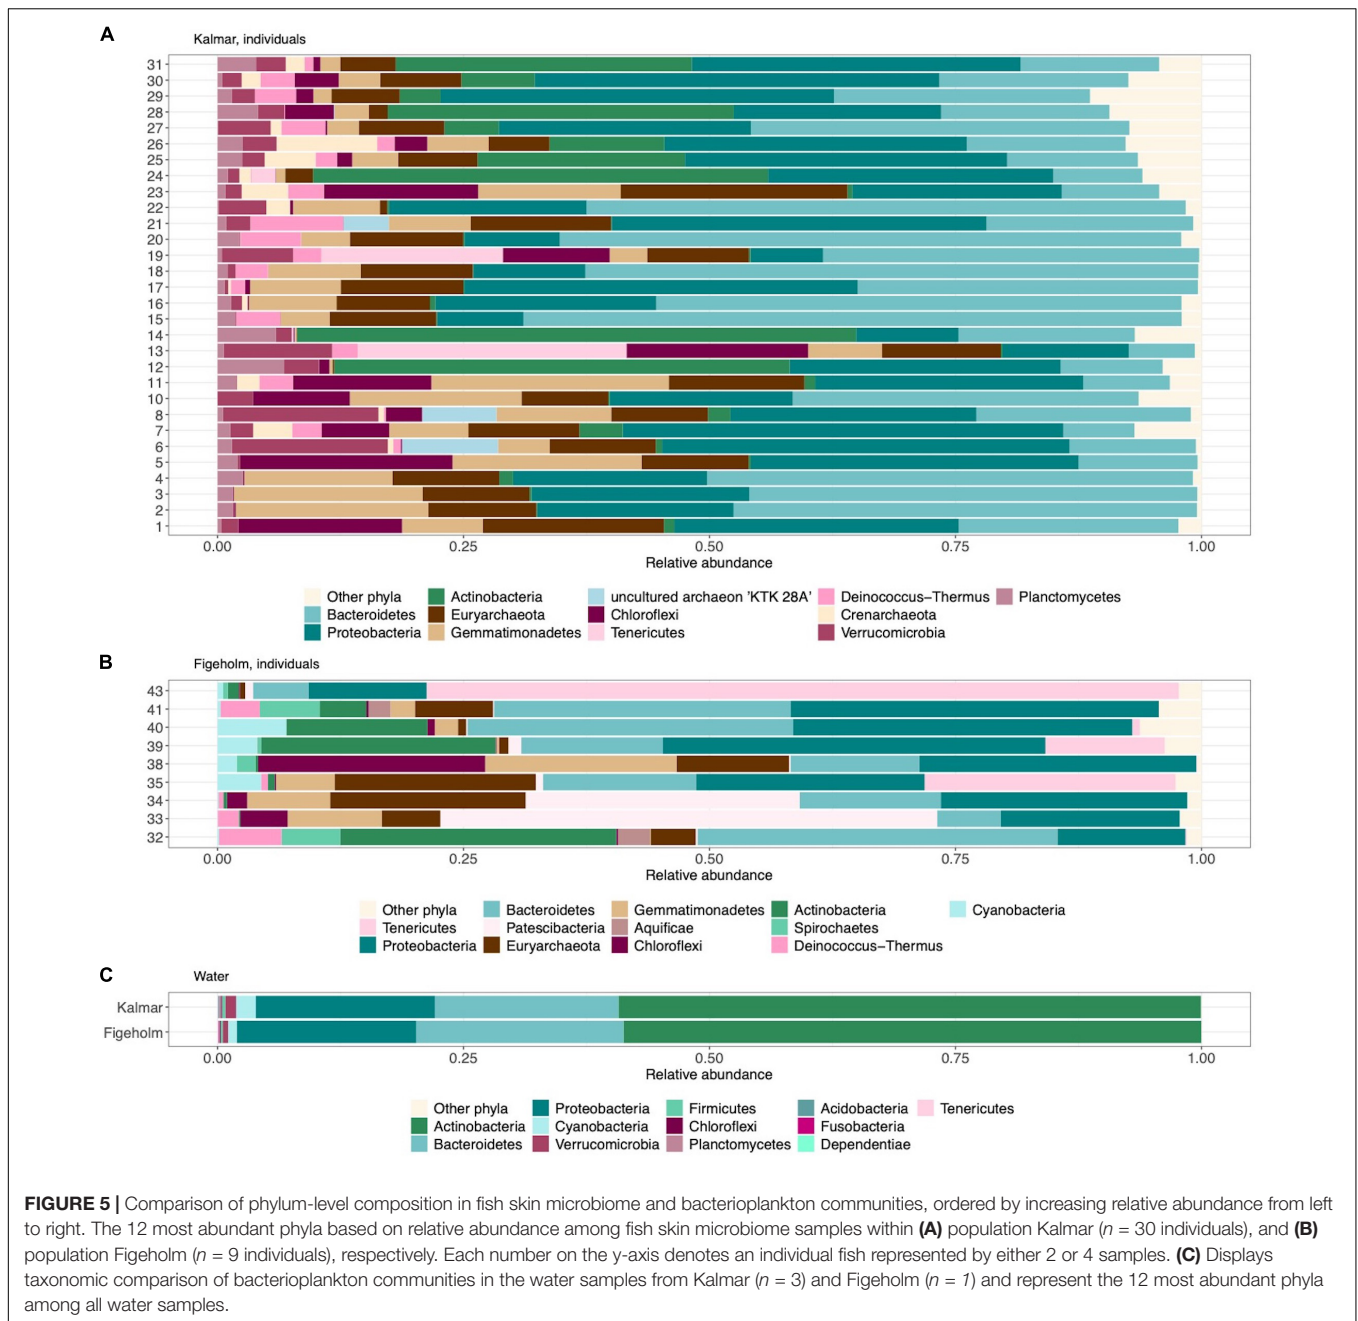 A
Kalmar, individuals
31
30
29
28
27
26
25
24
23
22
21
20
19
18
17
16
15
14
13
12
11
10
8
7
6
5
4
3
2
1
0.00 0.25 0.50 0.75 1.00
Relative abundance
Other phyla Actinobacteria uncultured archaeon 'KTK 28A' Deinococcus−Thermus Planctomycetes
Bacteroidetes Euryarchaeota Chloroflexi Crenarchaeota
Proteobacteria Gemmatimonadetes Tenericutes Verrucomicrobia
B
Figeholm, individuals
43
41
40
39
38
35
34
33
32
0.00 0.25 0.50 0.75 1.00
Relative abundance
Other phyla Bacteroidetes Gemmatimonadetes Actinobacteria Cyanobacteria
Tenericutes Patescibacteria Aquificae Spirochaetes
Proteobacteria Euryarchaeota Chloroflexi Deinococcus−Thermus
C
Water
Kalmar
Figeholm
0.00 0.25 0.50 0.75 1.00
Relative abundance
Other phyla Proteobacteria Firmicutes Acidobacteria Tenericutes
Actinobacteria Cyanobacteria Chloroflexi Fusobacteria
Bacteroidetes Verrucomicrobia Planctomycetes Dependentiae
FIGURE 5 | Comparison of phylum-level composition in fish skin microbiome and bacterioplankton communities, ordered by increasing relative abundance from left
to right. The 12 most abundant phyla based on relative abundance among fish skin microbiome samples within (A) population Kalmar (n = 30 individuals), and (B)
population Figeholm (n = 9 individuals), respectively. Each number on the y-axis denotes an individual fish represented by either 2 or 4 samples. (C) Displays
taxonomic comparison of bacterioplankton communities in the water samples from Kalmar (n = 3) and Figeholm (n = 1) and represent the 12 most abundant phyla
among all water samples.